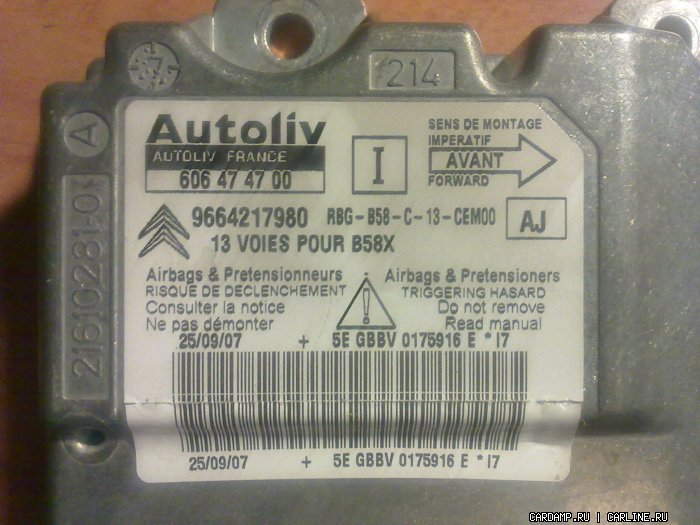 7
214
A
21610281-0
Autoliv
AUTOLIV FRANCE
606 47 47 00
I
SENS DE MONTAGE
IMPERATIF
AVANT
FORWARD
9664217980 RBG-B58-C-13-CEM00
AJ
13 VOIES POUR B58X
Airbags & Pretensionneurs
RISQUE DE DECLENCHEMENT
Consulter la notice
Ne pas démonter
Airbags & Pretensioners
TRIGGERING HASARD
Do not remove
Read manual
!
25/09/07 + 5E GBBV 0175916 E * I7
25/09/07 + 5E GBBV 0175916 E * I7
CARDAMP.RU | CARLINE.RU